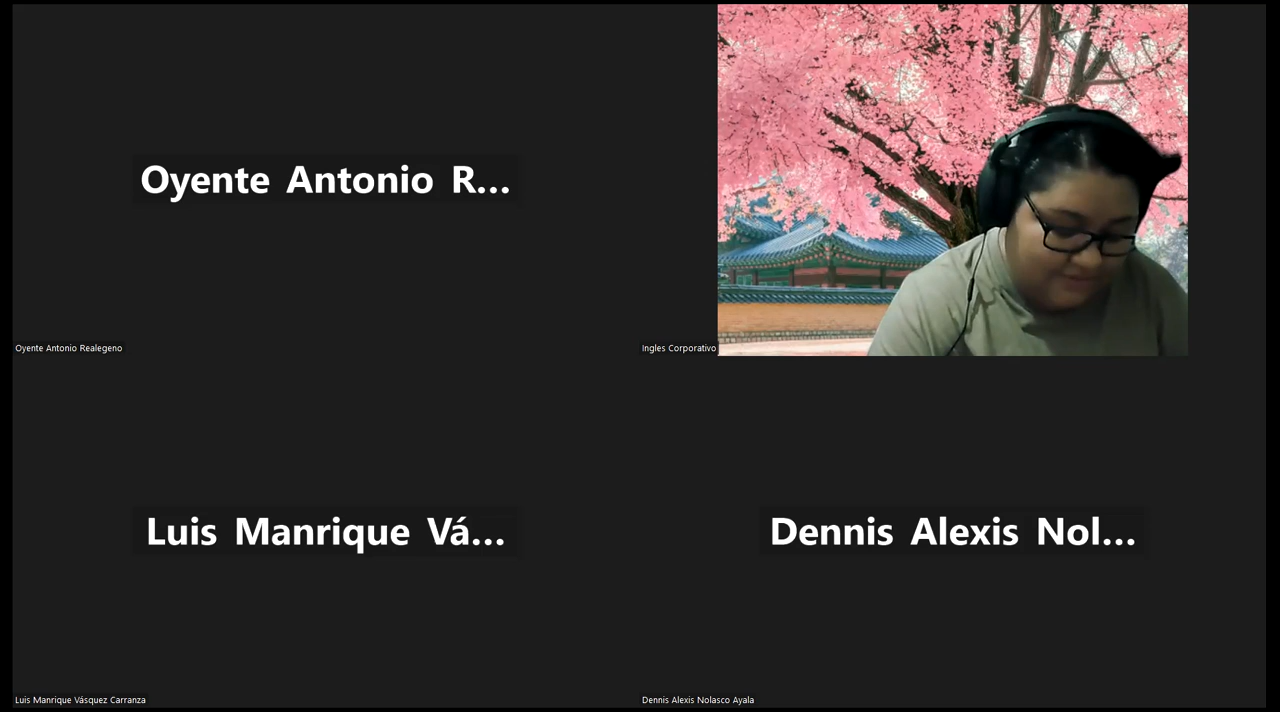 Oyente Antonio R...
Oyente Antonio Realegeno
Ingles Corporativo
Luis Manrique Vá...
Dennis Alexis Nol...
Luis Manrique Vásquez Carranza
Dennis Alexis Nolasco Ayala